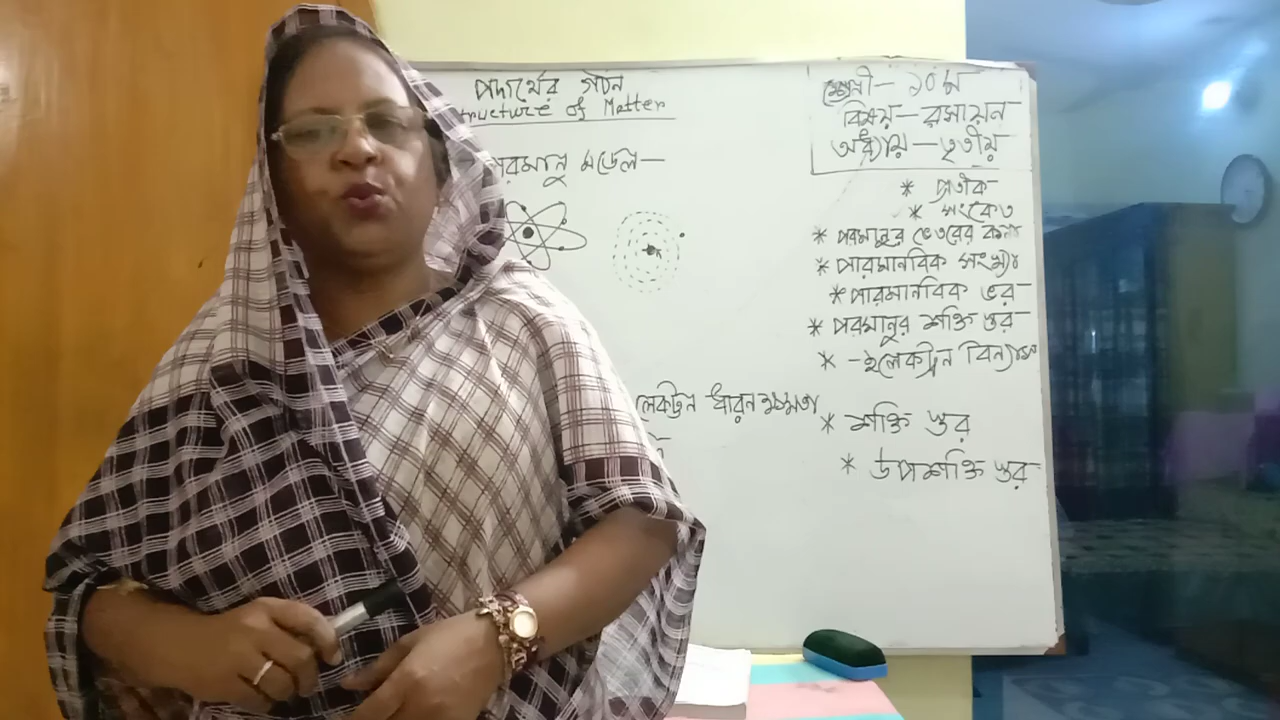 পদার্থের গঠন
Structure of Matter
পরমানু মডেল—
শ্রেণী— ১০ম
বিষয়— রসায়ন
অধ্যায়— তৃতীয়
* প্রতীক
* সংকেত
* পরমানুর ভেতরের কনা
* পারমানবিক সংখ্যা
* পারমানবিক ভর
* পরমানুর শক্তি স্তর
* -ইলেকট্রন বিন্যাস
লেকট্রন ধারন ক্ষমতা
* শক্তি স্তর
* উপশক্তি স্তর